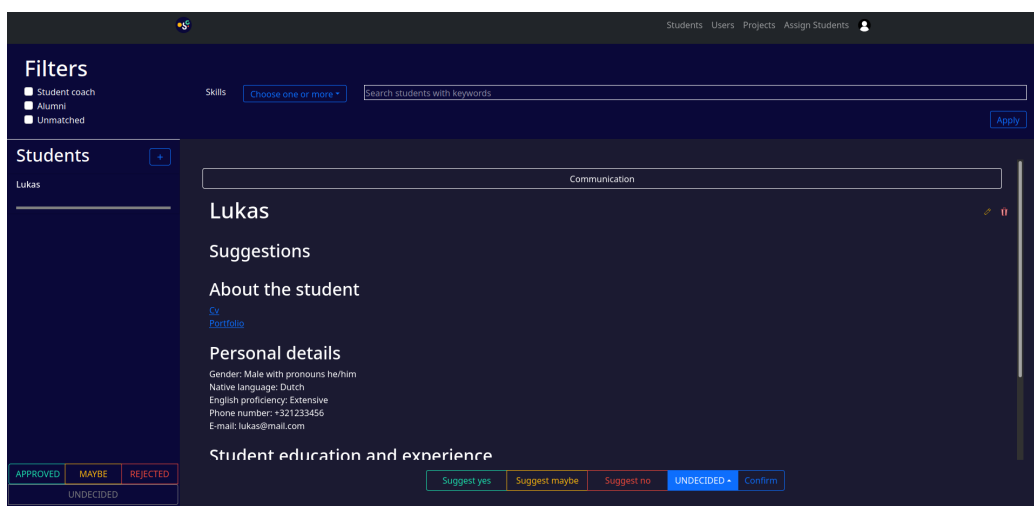 Students Users Projects Assign Students
Filters
Student coach
Alumni
Unmatched
Skills
Choose one or more
Search students with keywords
Apply
Students
+
Lukas
Communication
Lukas
Suggestions
About the student
Cv
Portfolio
Personal details
Gender: Male with pronouns he/him
Native language: Dutch
English proficiency: Extensive
Phone number: +321233456
E-mail: lukas@mail.com
Student education and experience
APPROVED MAYBE REJECTED
UNDECIDED
Suggest yes Suggest maybe Suggest no UNDECIDED Confirm